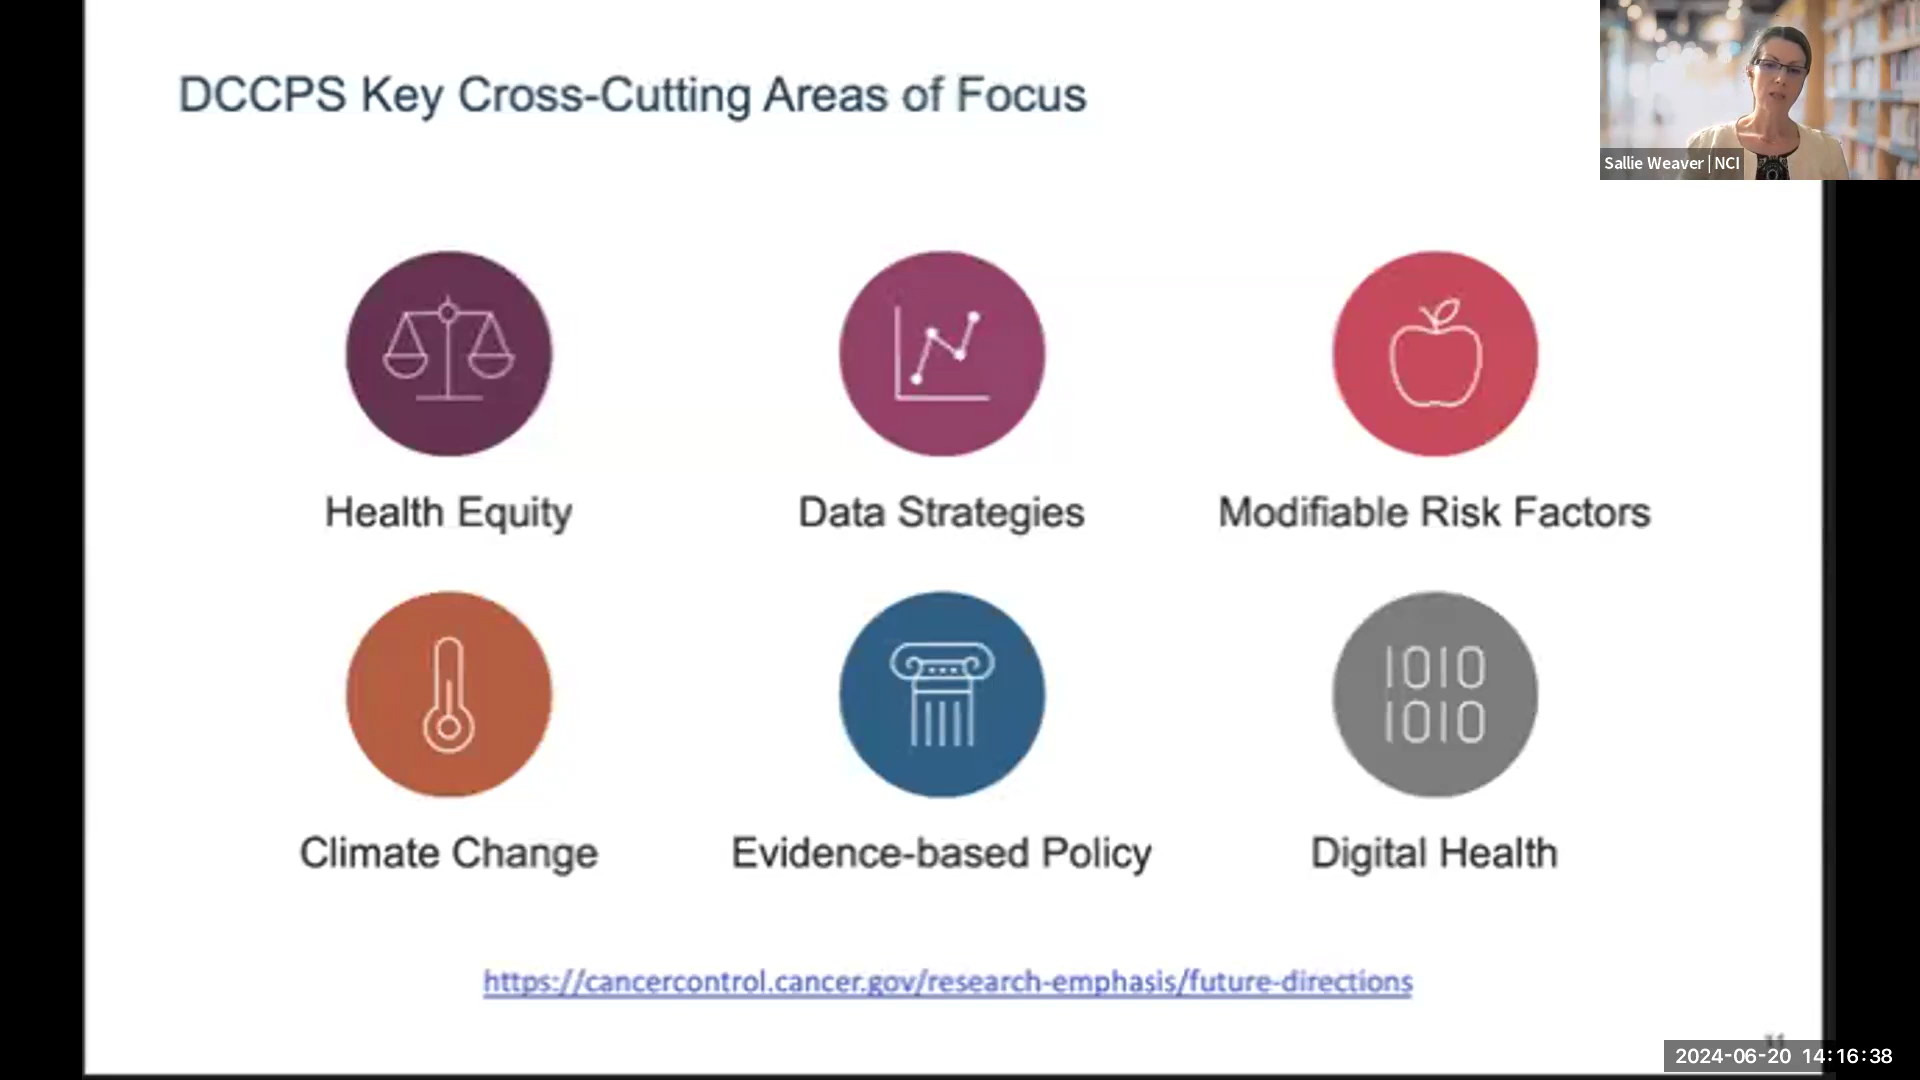 DCCPS Key Cross-Cutting Areas of Focus
Sallie Weaver | NCI
Health Equity
Data Strategies
Modifiable Risk Factors
1010
1010
Climate Change
Evidence-based Policy
Digital Health
https://cancercontrol.cancer.gov/research-emphasis/future-directions
2024-06-20 14:16:38